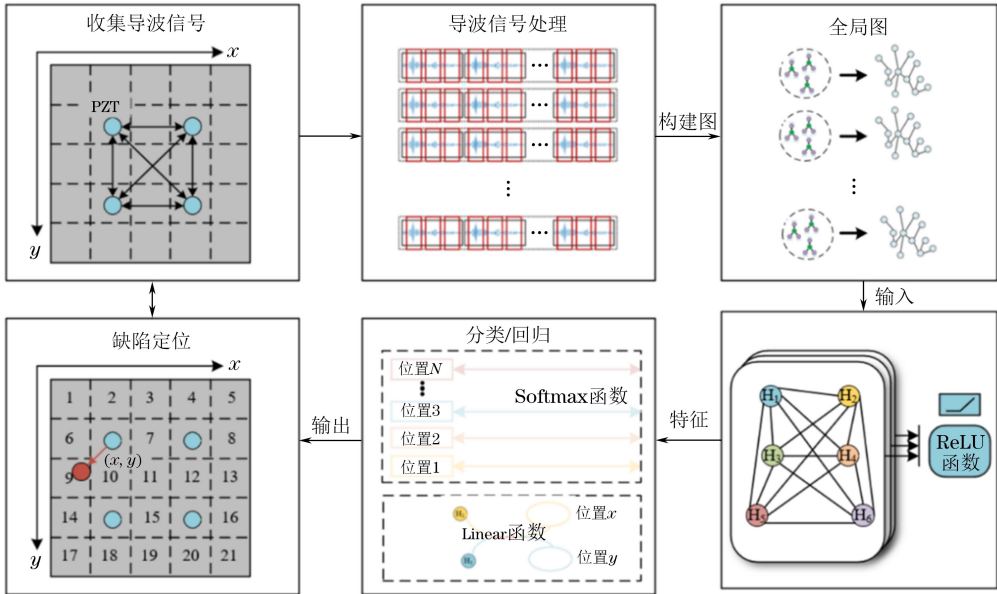 收集导波信号
x
PZT
y
导波信号处理
...
...
...
⋮
...
构建图
全局图
⋮
输入
H₁
H₂
H₃
H₄
H₅
H₆
ReLU
函数
特征
分类/回归
位置N
⋮
位置3
位置2
位置1
Softmax函数
Linear函数
位置x
位置y
输出
缺陷定位
x
1 2 3 4 5
6 7 8
(x, y)
9 10 11 12 13
14 15 16
17 18 19 20 21
y